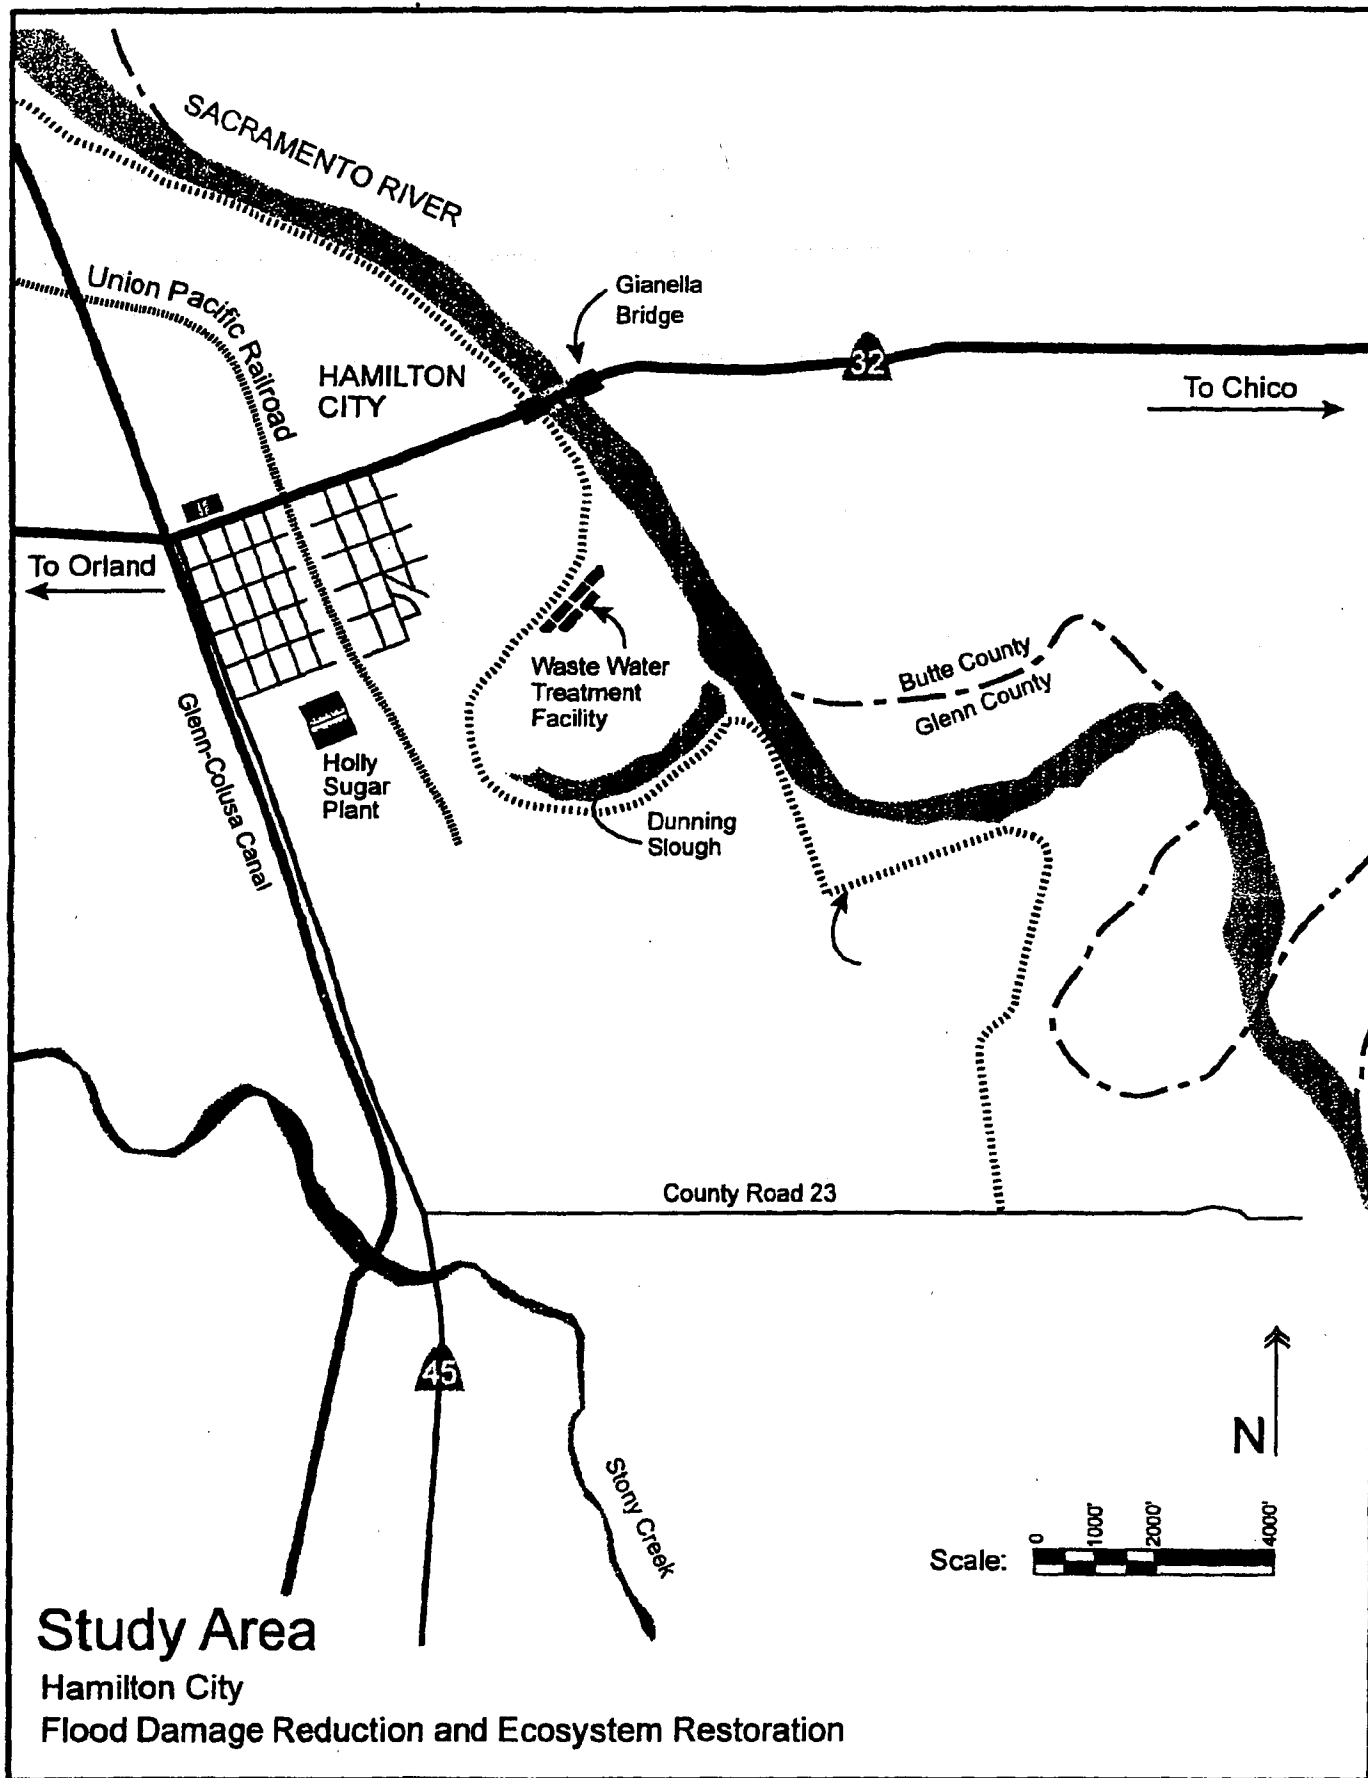 SACRAMENTO RIVER
Union Pacific Railroad
Gianella
Bridge
32
HAMILTON
CITY
To Chico
To Orland
Waste Water
Treatment
Facility
Butte County
Glenn County
Glenn-Colusa Canal
Holly
Sugar
Plant
Dunning
Slough
County Road 23
45
Stony Creek
N
Scale:
0
1000'
2000'
4000'
Study Area
Hamilton City
Flood Damage Reduction and Ecosystem Restoration